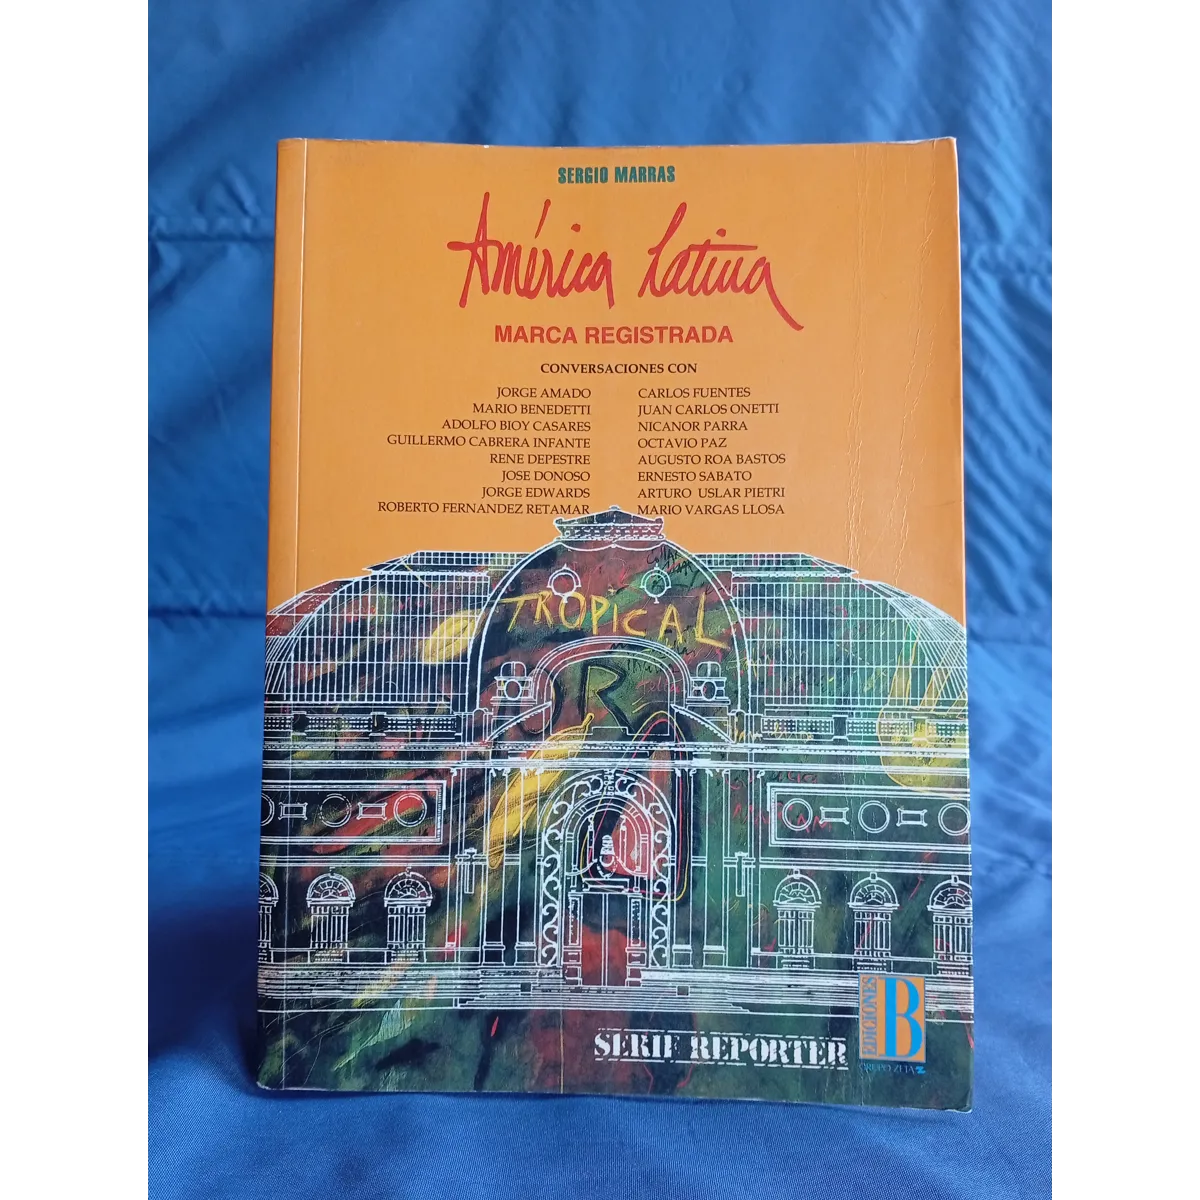 SERGIO MARRAS
América Latina
MARCA REGISTRADA
CONVERSACIONES CON
JORGE AMADO
MARIO BENEDETTI
ADOLFO BIOY CASARES
GUILLERMO CABRERA INFANTE
RENE DEPESTRE
JOSE DONOSO
JORGE EDWARDS
ROBERTO FERNANDEZ RETAMAR
CARLOS FUENTES
JUAN CARLOS ONETTI
NICANOR PARRA
OCTAVIO PAZ
AUGUSTO ROA BASTOS
ERNESTO SABATO
ARTURO USLAR PIETRI
MARIO VARGAS LLOSA
TROPICAL
R
SERIE REPORTER
EDICIONES
B
GRUPO ZETA